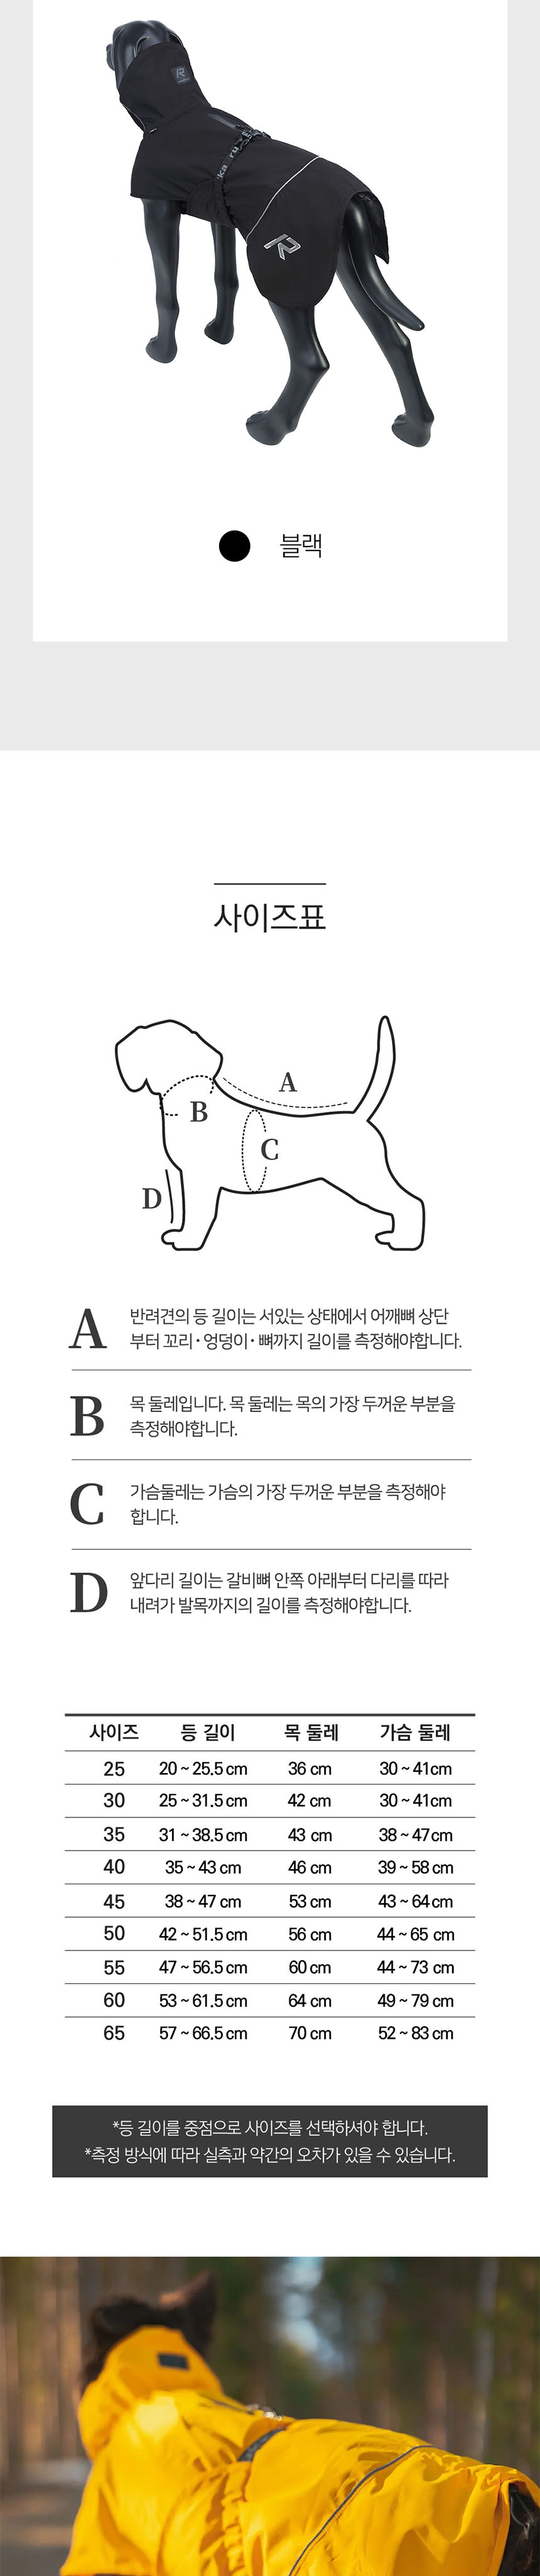 블랙
사이즈표
A
B
C
D
A
반려견의 등 길이는 서있는 상태에서 어깨뼈 상단
부터 꼬리·엉덩이·뼈까지 길이를 측정해야합니다.
B
목 둘레입니다. 목 둘레는 목의 가장 두꺼운 부분을
측정해야합니다.
C
가슴둘레는 가슴의 가장 두꺼운 부분을 측정해야
합니다.
D
앞다리 길이는 갈비뼈 안쪽 아래부터 다리를 따라
내려가 발목까지의 길이를 측정해야합니다.
사이즈 등 길이 목 둘레 가슴 둘레
25 20 ~ 25.5 cm 36 cm 30 ~ 41cm
30 25 ~ 31.5 cm 42 cm 30 ~ 41cm
35 31 ~ 38.5 cm 43 cm 38 ~ 47cm
40 35 ~ 43 cm 46 cm 39 ~ 58 cm
45 38 ~ 47 cm 53 cm 43 ~ 64cm
50 42 ~ 51.5 cm 56 cm 44 ~ 65 cm
55 47 ~ 56.5 cm 60 cm 44 ~ 73 cm
60 53 ~ 61.5 cm 64 cm 49 ~ 79 cm
65 57 ~ 66.5 cm 70 cm 52 ~ 83 cm
*등 길이를 중점으로 사이즈를 선택하셔야 합니다.
*측정 방식에 따라 실측과 약간의 오차가 있을 수 있습니다.